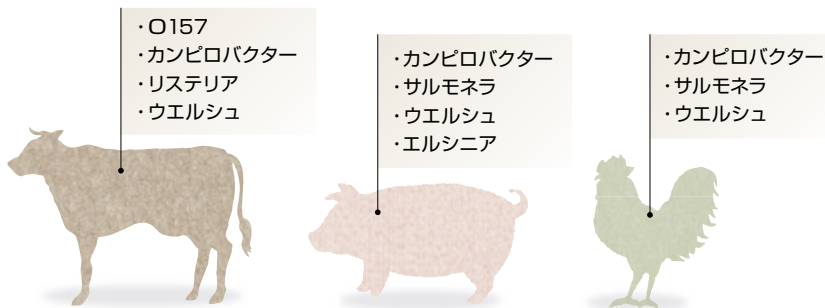 ・O157
・カンピロバクター
・リステリア
・ウエルシュ
・カンピロバクター
・サルモネラ
・ウエルシュ
・エルシニア
・カンピロバクター
・サルモネラ
・ウエルシュ